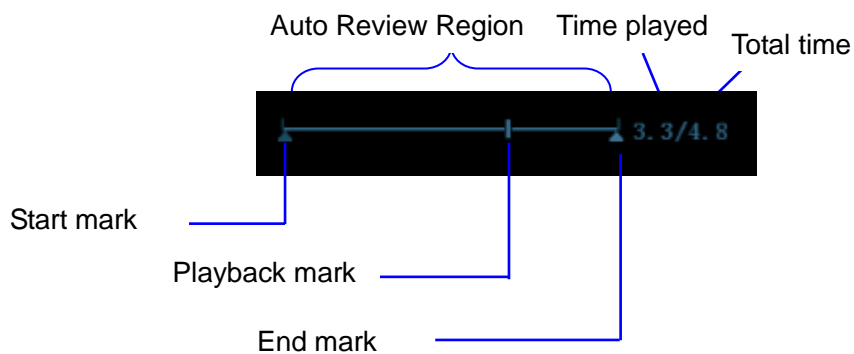 Auto Review Region
Time played
Total time
3.3/4.8
Start mark
Playback mark
End mark